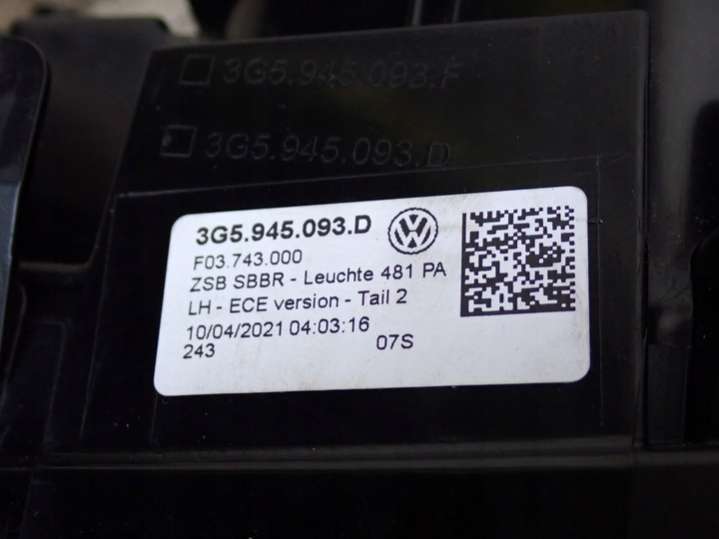 3G5.945.093.F
3G5.945.093.D
3G5.945.093.D
F03.743.000
ZSB SBBR - Leuchte 481 PA
LH - ECE version - Tail 2
10/04/2021 04:03:16
243 07S